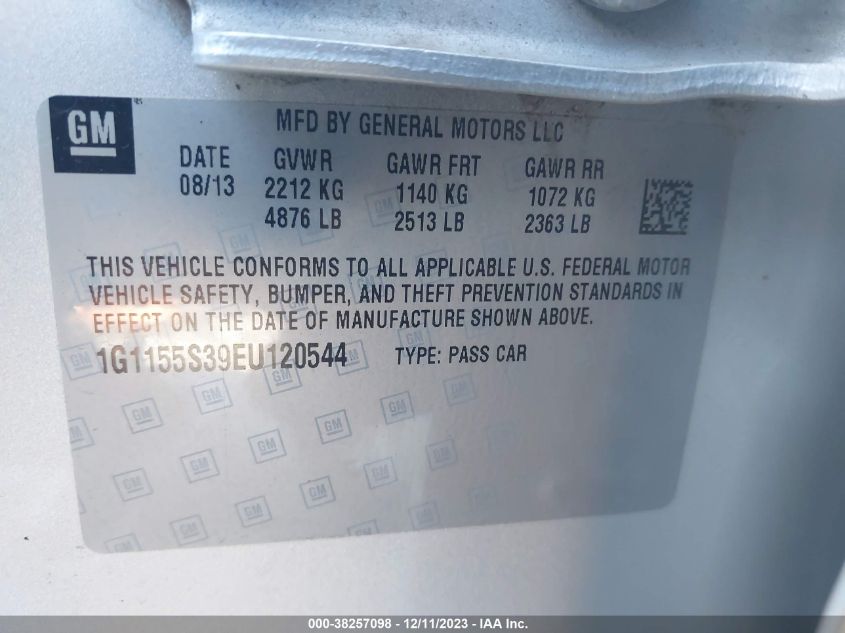 GM
MFD BY GENERAL MOTORS LLC
DATE GVWR GAWR FRT GAWR RR
08/13 2212 KG 1140 KG 1072 KG
4876 LB 2513 LB 2363 LB
THIS VEHICLE CONFORMS TO ALL APPLICABLE U.S. FEDERAL MOTOR
VEHICLE SAFETY, BUMPER, AND THEFT PREVENTION STANDARDS IN
EFFECT ON THE DATE OF MANUFACTURE SHOWN ABOVE.
1G1155S39EU120544 TYPE: PASS CAR
000-38257098 - 12/11/2023 - IAA Inc.